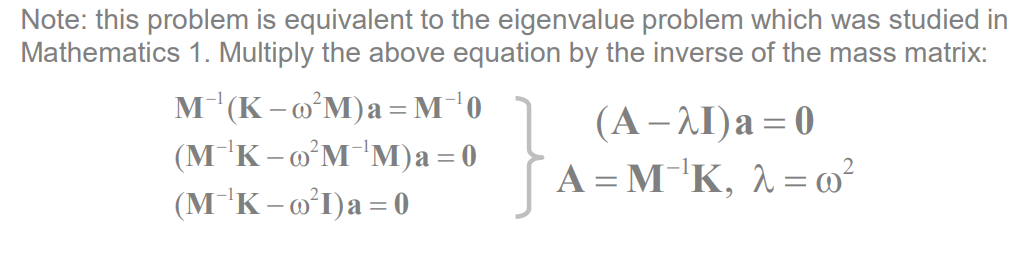 Note: this problem is equivalent to the eigenvalue problem which was studied in
Mathematics 1. Multiply the above equation by the inverse of the mass matrix:
M⁻¹(K – ω²M)a = M⁻¹0
(M⁻¹K – ω²M⁻¹M)a = 0
(M⁻¹K – ω²I)a = 0
(A – λI)a = 0
A = M⁻¹K, λ = ω²